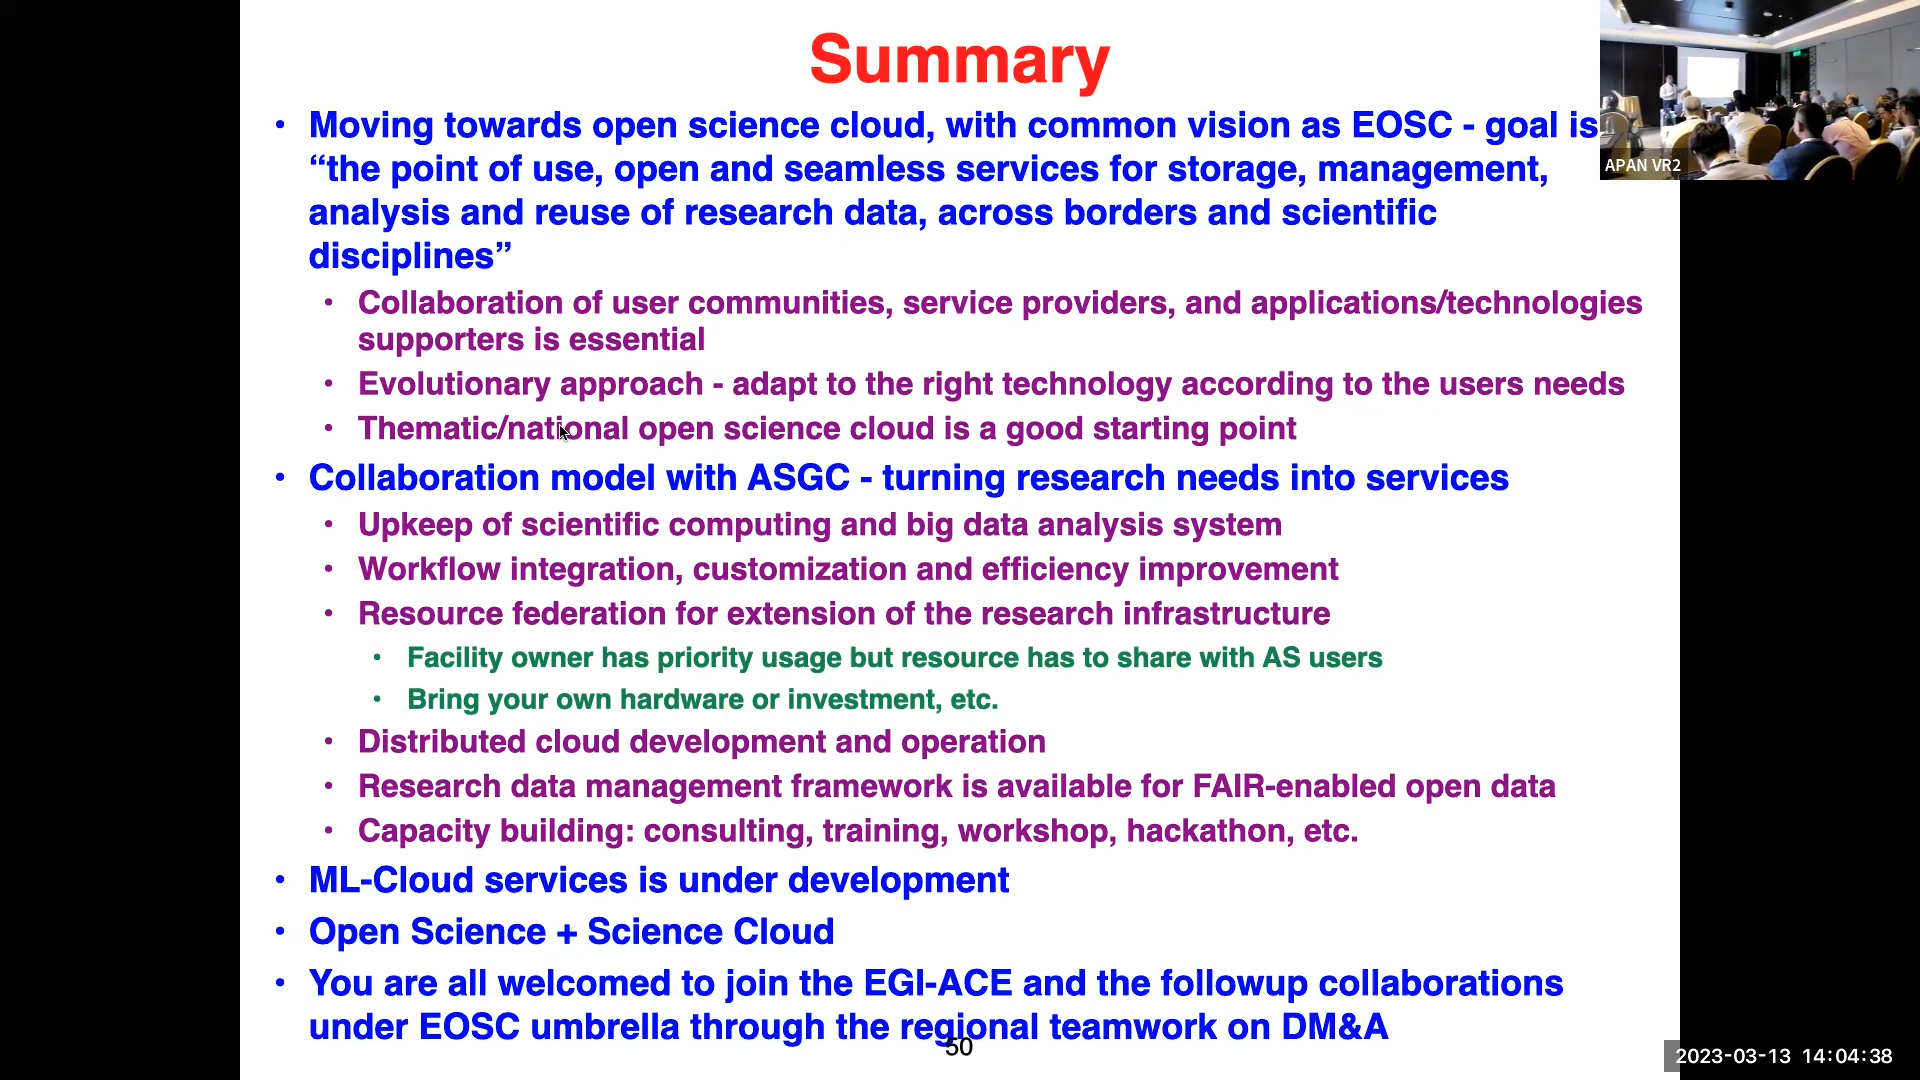 Summary
• Moving towards open science cloud, with common vision as EOSC - goal is
“the point of use, open and seamless services for storage, management,
analysis and reuse of research data, across borders and scientific
disciplines”
• Collaboration of user communities, service providers, and applications/technologies
supporters is essential
• Evolutionary approach - adapt to the right technology according to the users needs
• Thematic/national open science cloud is a good starting point
• Collaboration model with ASGC - turning research needs into services
• Upkeep of scientific computing and big data analysis system
• Workflow integration, customization and efficiency improvement
• Resource federation for extension of the research infrastructure
• Facility owner has priority usage but resource has to share with AS users
• Bring your own hardware or investment, etc.
• Distributed cloud development and operation
• Research data management framework is available for FAIR-enabled open data
• Capacity building: consulting, training, workshop, hackathon, etc.
• ML-Cloud services is under development
• Open Science + Science Cloud
• You are all welcomed to join the EGI-ACE and the followup collaborations
under EOSC umbrella through the regional teamwork on DM&A
50
APAN VR2
2023-03-13 14:04:38